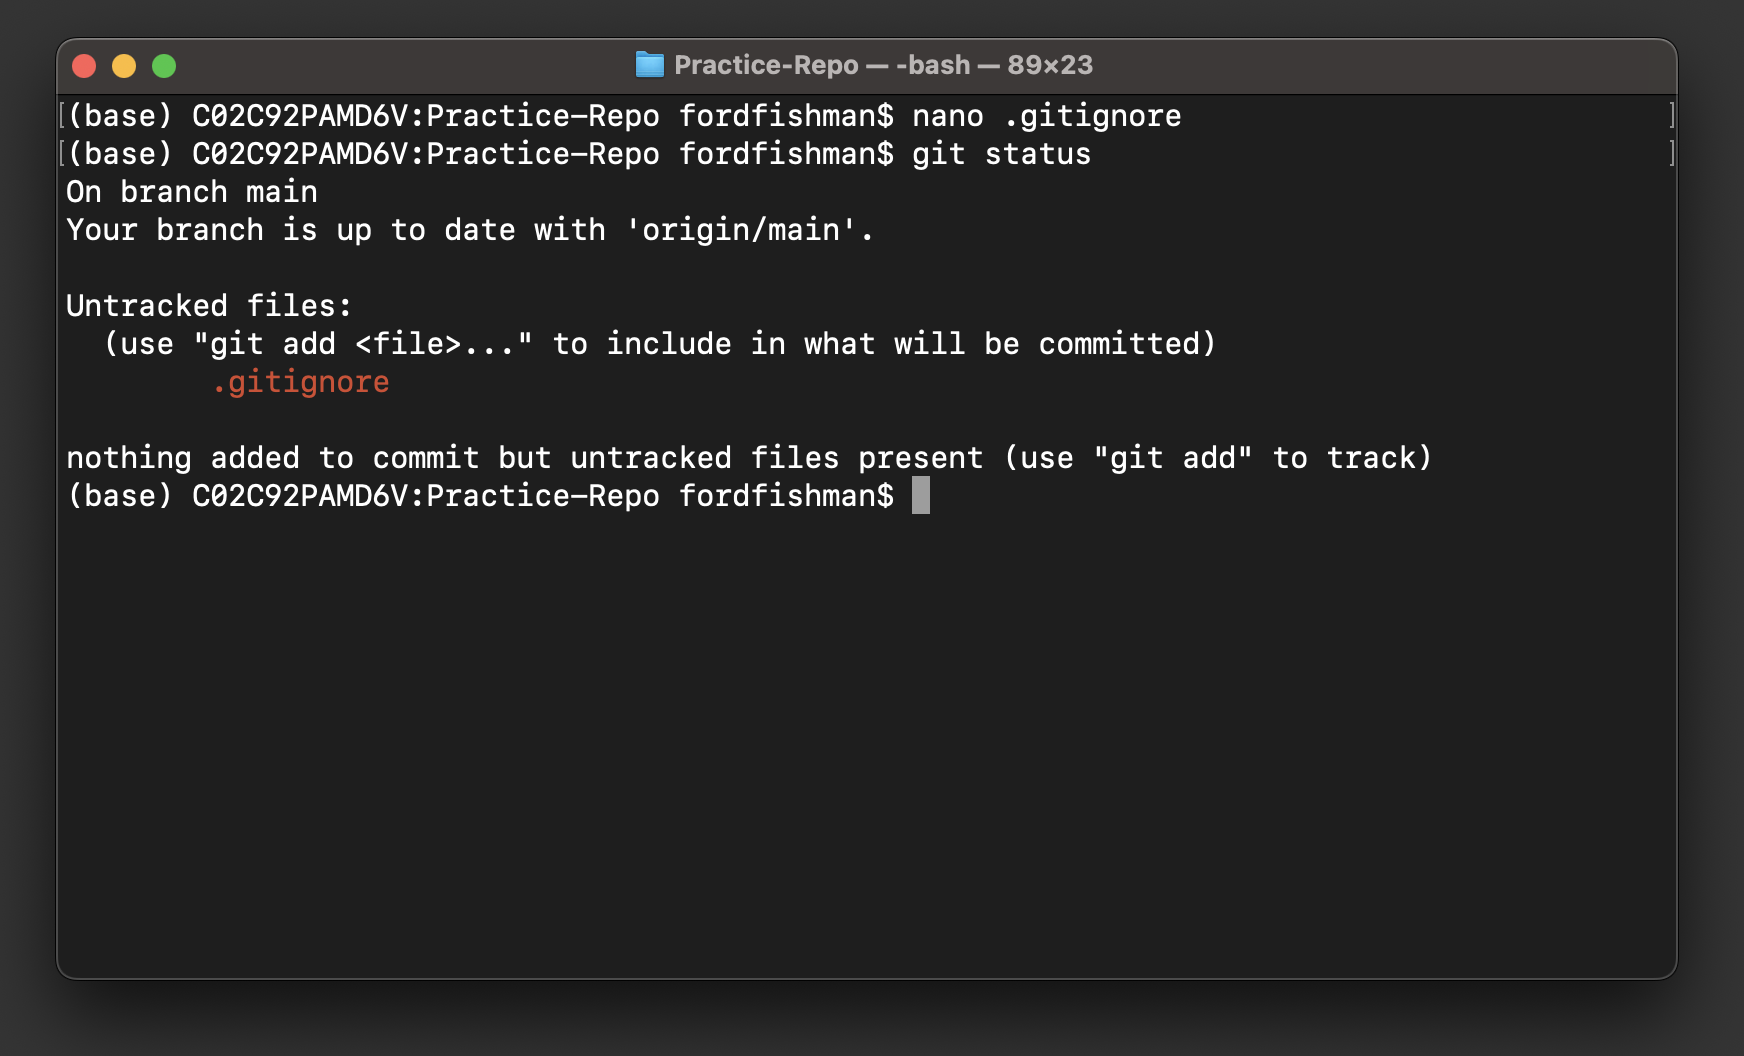 Practice-Repo — -bash — 89×23
[(base) C02C92PAMD6V:Practice-Repo fordfishman$ nano .gitignore ]
[(base) C02C92PAMD6V:Practice-Repo fordfishman$ git status ]
On branch main
Your branch is up to date with 'origin/main'.
Untracked files:
  (use "git add <file>..." to include in what will be committed)
        .gitignore
nothing added to commit but untracked files present (use "git add" to track)
(base) C02C92PAMD6V:Practice-Repo fordfishman$